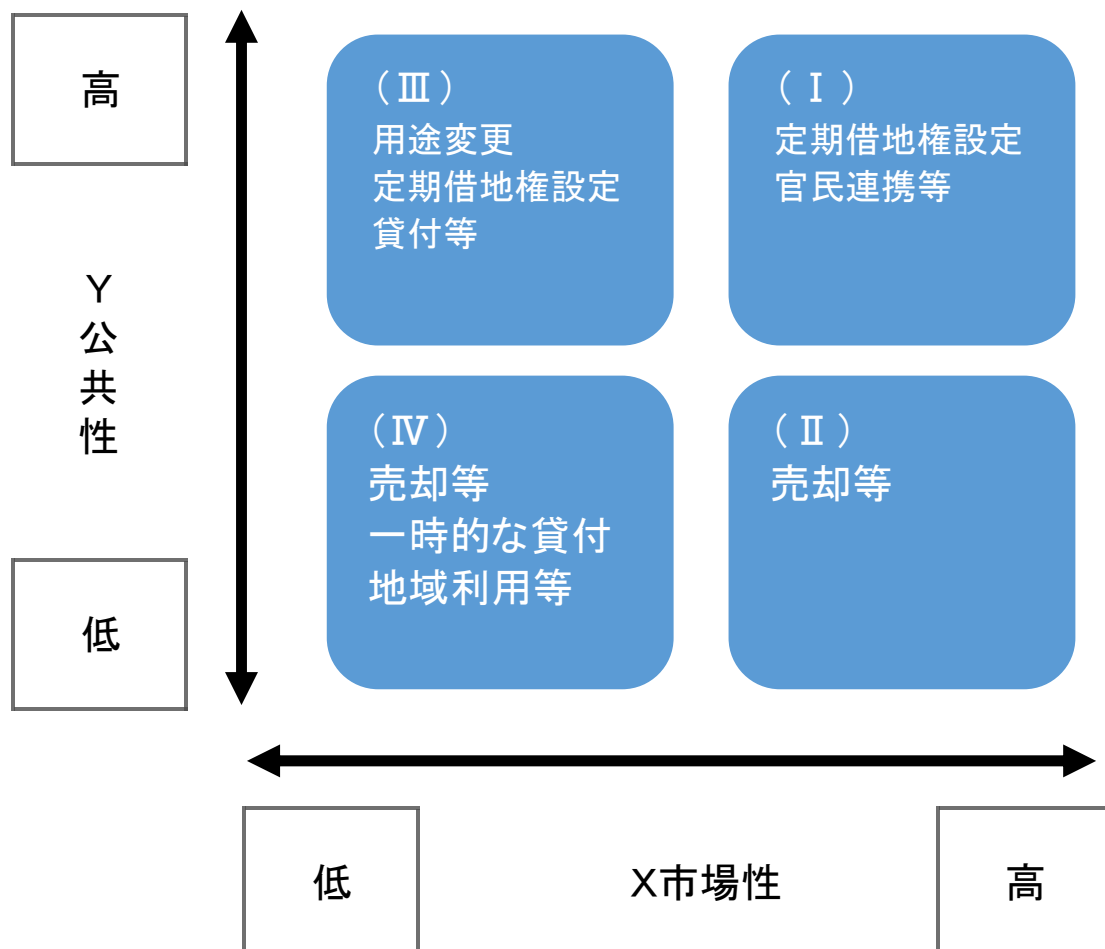 高
(Ⅲ)
用途変更
定期借地権設定
貸付等
(Ⅰ)
定期借地権設定
官民連携等
Y
公
共
性
(Ⅳ)
売却等
一時的な貸付
地域利用等
(Ⅱ)
売却等
低
低
X市場性
高